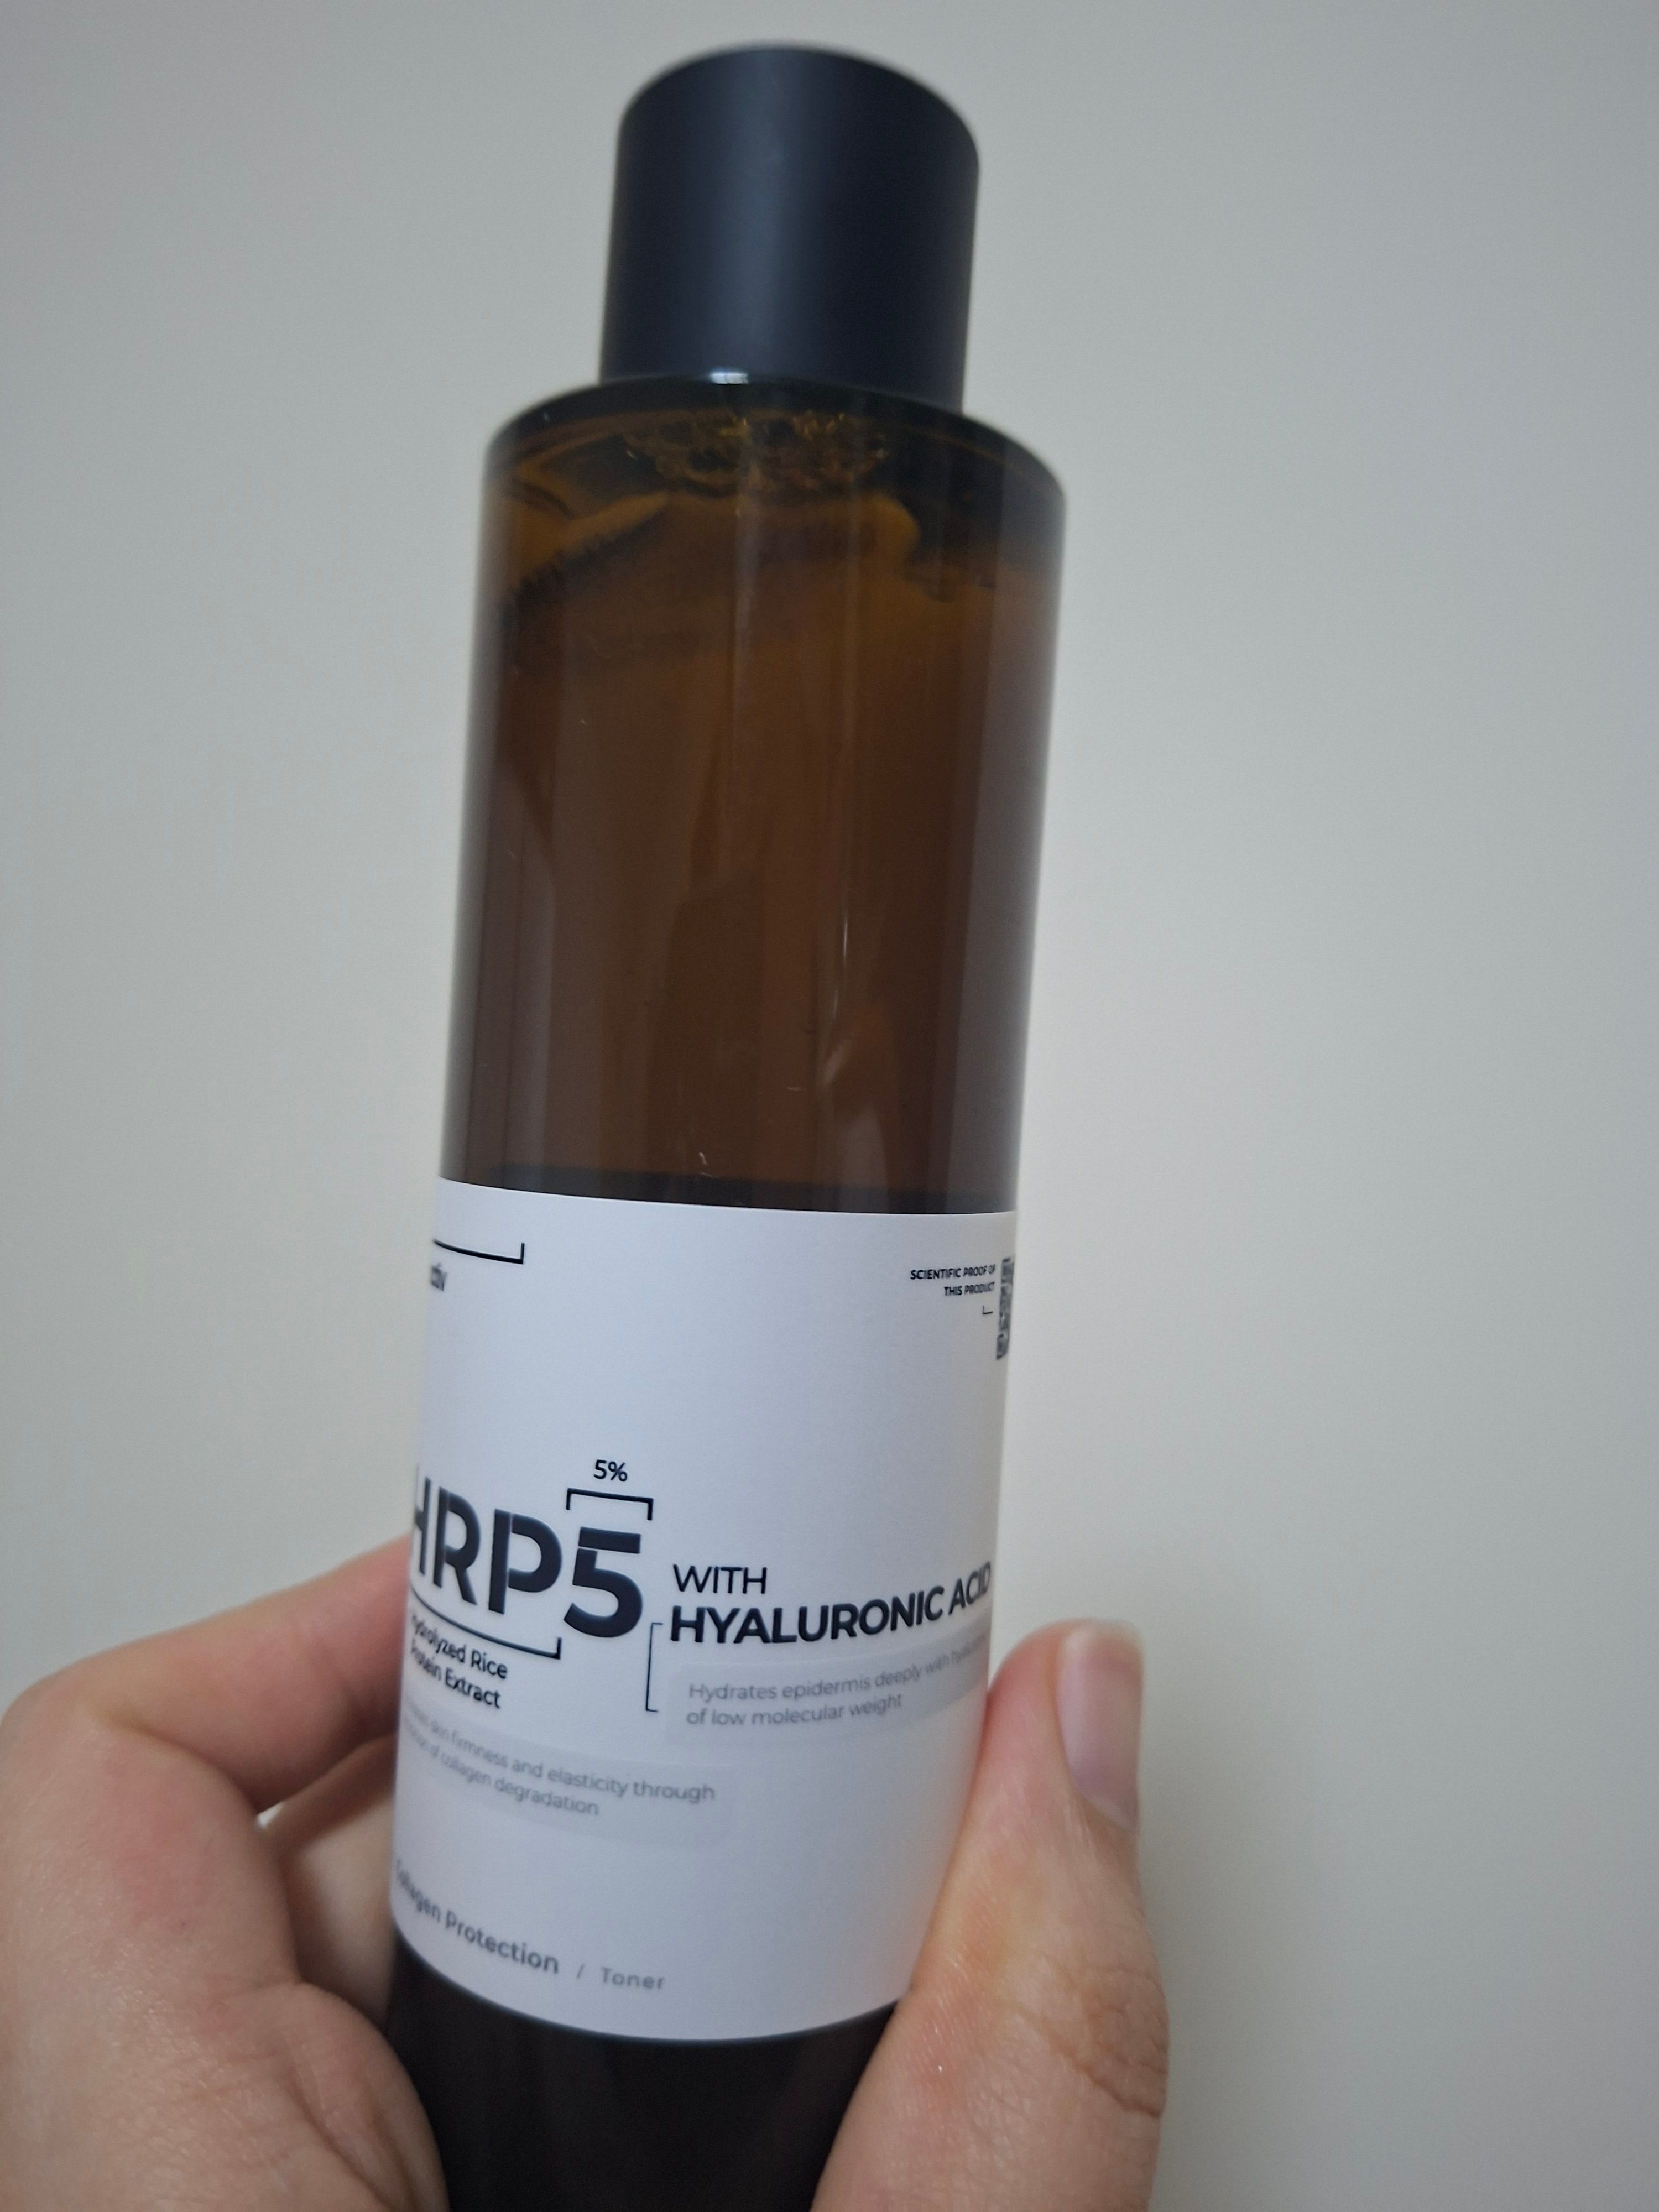 SCIENTIFIC PROOF OF
THIS PRODUCT
5%
HRP5
WITH
HYALURONIC ACID
Hydrolyzed Rice
Protein Extract
Hydrates epidermis deeply with
of low molecular weight
skin firmness and elasticity through
of collagen degradation
Collagen Protection / Toner